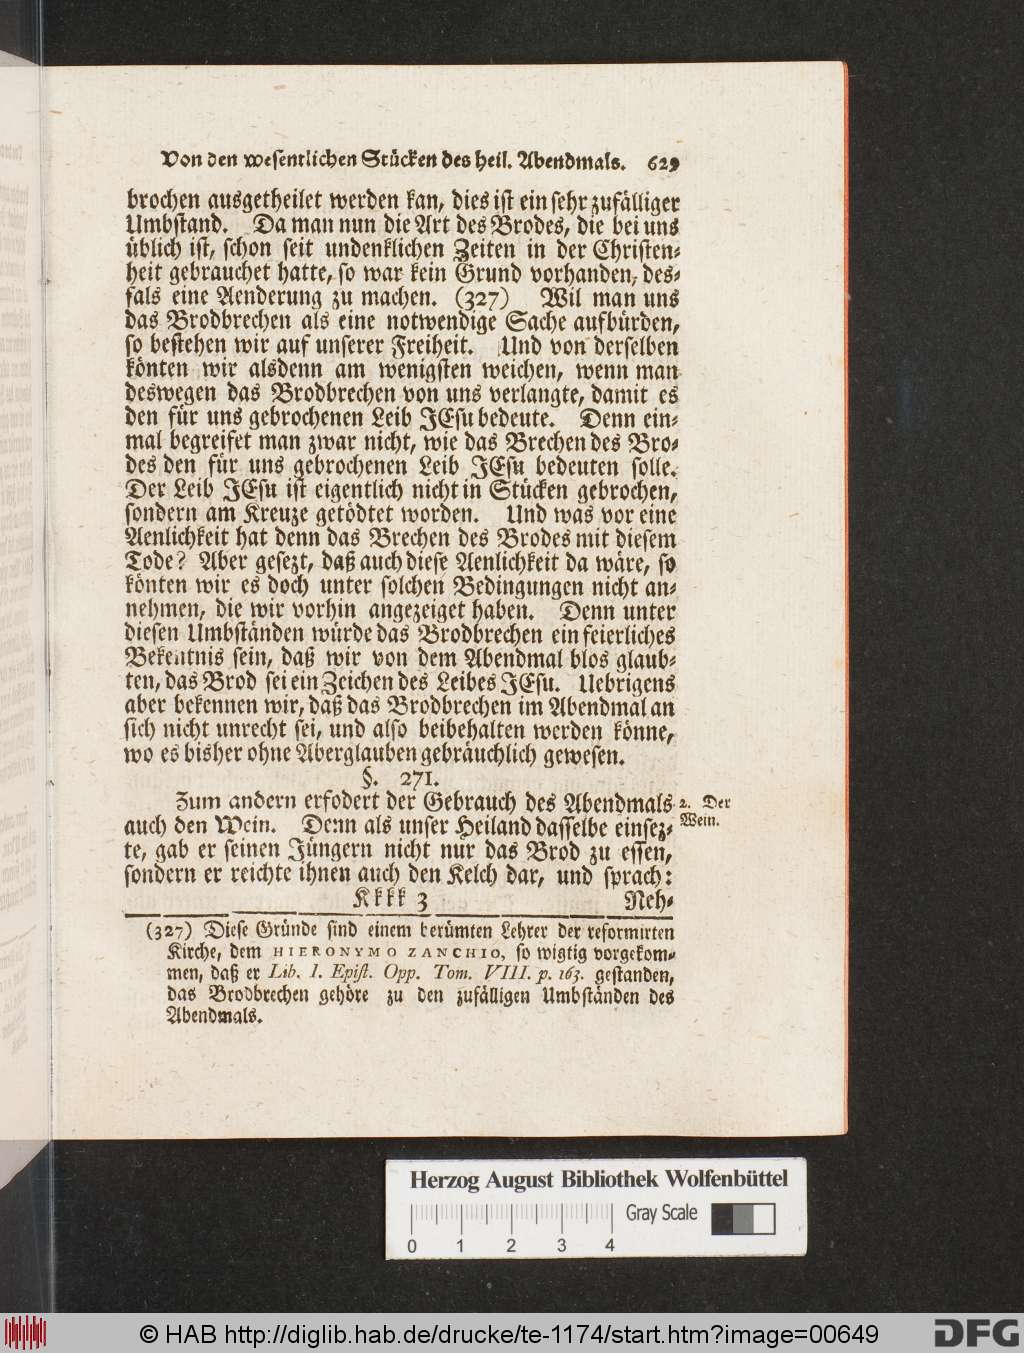 Von den wesentlichen Stücken des heil. Abendmals. 629
brochen ausgetheilet werden kan, dies ist ein sehr zufälliger
Umbstand. Da man nun die Art des Brodes, die bei uns
üblich ist, schon seit undenklichen Zeiten in der Christen-
heit gebrauchet hatte, so war kein Grund vorhanden, des-
fals eine Aenderung zu machen. (327) Wil man uns
das Brodbrechen als eine notwendige Sache aufbürden,
so bestehen wir auf unserer Freiheit. Und von derselben
könten wir alsdenn am wenigsten weichen, wenn man
deswegen das Brodbrechen von uns verlangte, damit es
den für uns gebrochenen Leib JEsu bedeute. Denn ein-
mal begreifet man zwar nicht, wie das Brechen des Bro-
des den für uns gebrochenen Leib JEsu bedeuten solle.
Der Leib JEsu ist eigentlich nicht in Stücken gebrochen,
sondern am Kreuze getödtet worden. Und was vor eine
Aenlichkeit hat denn das Brechen des Brodes mit diesem
Tode? Aber gesezt, daß auch diese Aenlichkeit da wäre, so
könten wir es doch unter solchen Bedingungen nicht an-
nehmen, die wir vorhin angezeiget haben. Denn unter
diesen Umbständen würde das Brodbrechen ein feierliches
Bekentnis sein, daß wir von dem Abendmal blos glaub-
ten, das Brod sei ein Zeichen des Leibes JEsu. Uebrigens
aber bekennen wir, daß das Brodbrechen im Abendmal an
sich nicht unrecht sei, und also beibehalten werden könne,
wo es bisher ohne Aberglauben gebräuchlich gewesen.
§. 271.
Zum andern erfodert der Gebrauch des Abendmals
2. Der
auch den Wein. Denn als unser Heiland dasselbe einsez-
Wein.
te, gab er seinen Jüngern nicht nur das Brod zu essen,
sondern er reichte ihnen auch den Kelch dar, und sprach:
Kkkk 3 Neh-
(327) Diese Gründe sind einem berümten Lehrer der reformirten
Kirche, dem HIERONYMO ZANCHIO, so wigtig vorgekom-
men, daß er Lib. I. Epist. Opp. Tom. VIII. p. 163. gestanden,
das Brodbrechen gehöre zu den zufälligen Umbständen des
Abendmals.
Herzog August Bibliothek Wolfenbüttel
Gray Scale
0 1 2 3 4
© HAB http://diglib.hab.de/drucke/te-1174/start.htm?image=00649
DFG